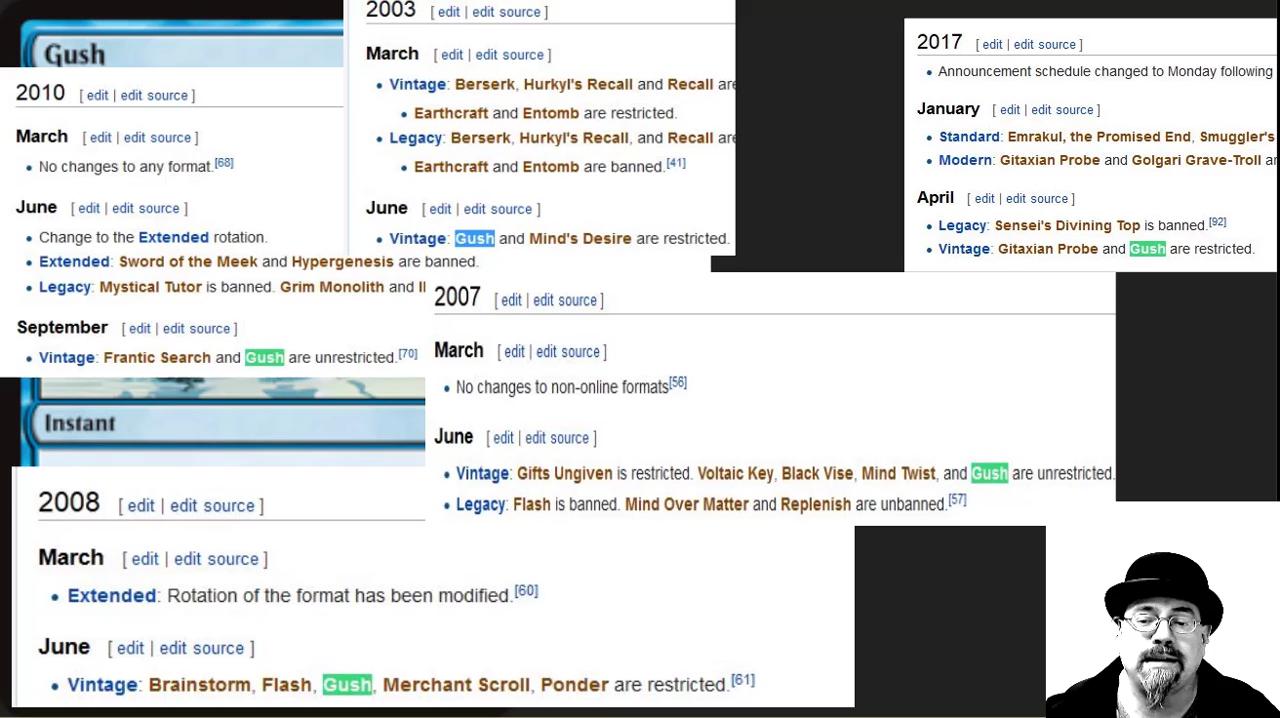 Gush
2010 [ edit | edit source ]
March [ edit | edit source ]
• No changes to any format.[68]
June [ edit | edit source ]
• Change to the Extended rotation.
• Extended: Sword of the Meek and Hypergenesis are banned.
• Legacy: Mystical Tutor is banned. Grim Monolith and Il
September [ edit | edit source ]
• Vintage: Frantic Search and Gush are unrestricted.[70]
2003 [ edit | edit source ]
March [ edit | edit source ]
• Vintage: Berserk, Hurkyl's Recall and Recall are
• Earthcraft and Entomb are restricted.
• Legacy: Berserk, Hurkyl's Recall, and Recall are
• Earthcraft and Entomb are banned.[41]
June [ edit | edit source ]
• Vintage: Gush and Mind's Desire are restricted.
2017 [ edit | edit source ]
• Announcement schedule changed to Monday following
January [ edit | edit source ]
• Standard: Emrakul, the Promised End, Smuggler's
• Modern: Gitaxian Probe and Golgari Grave-Troll ar
April [ edit | edit source ]
• Legacy: Sensei's Divining Top is banned.[92]
• Vintage: Gitaxian Probe and Gush are restricted.
2007 [ edit | edit source ]
March [ edit | edit source ]
• No changes to non-online formats[56]
June [ edit | edit source ]
• Vintage: Gifts Ungiven is restricted. Voltaic Key, Black Vise, Mind Twist, and Gush are unrestricted.
• Legacy: Flash is banned. Mind Over Matter and Replenish are unbanned.[57]
Instant
2008 [ edit | edit source ]
March [ edit | edit source ]
• Extended: Rotation of the format has been modified.[60]
June [ edit | edit source ]
• Vintage: Brainstorm, Flash, Gush, Merchant Scroll, Ponder are restricted.[61]